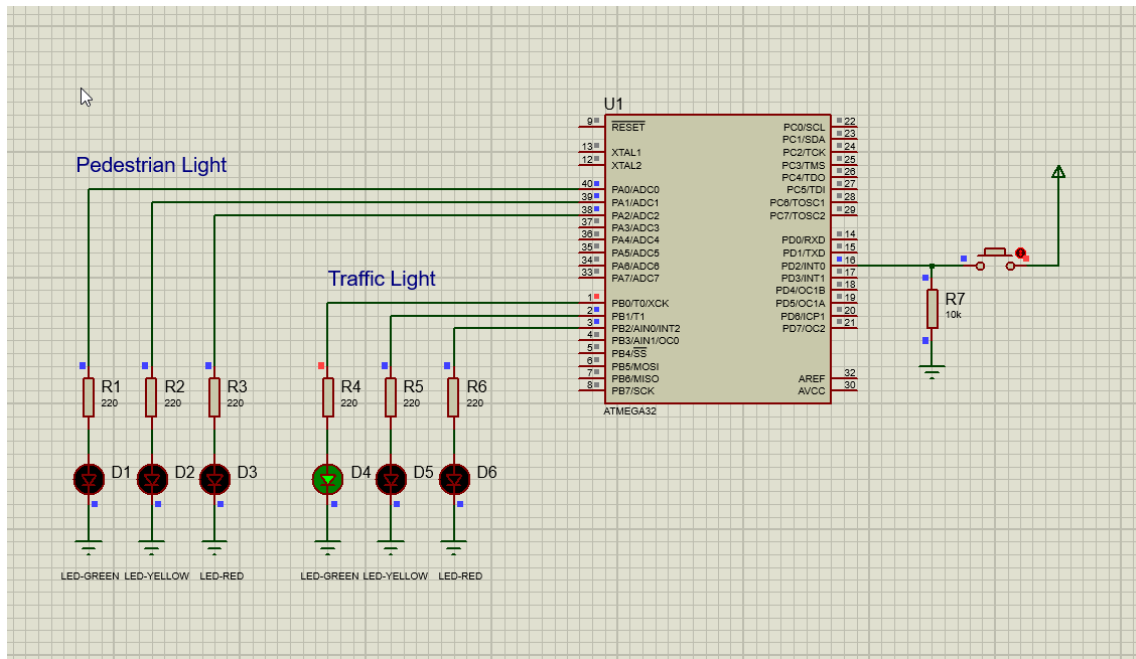 U1
9 RESET PC0/SCL 22
PC1/SDA 23
13 XTAL1 PC2/TCK 24
12 XTAL2 PC3/TMS 25
PC4/TDO 26
40 PA0/ADC0 PC5/TDI 27
39 PA1/ADC1 PC6/TOSC1 28
38 PA2/ADC2 PC7/TOSC2 29
37 PA3/ADC3
36 PA4/ADC4 PD0/RXD 14
35 PA5/ADC5 PD1/TXD 15
34 PA6/ADC6 PD2/INT0 16
33 PA7/ADC7 PD3/INT1 17
PD4/OC1B 18
1 PB0/T0/XCK PD5/OC1A 19
2 PB1/T1 PD6/ICP1 20
3 PB2/AIN0/INT2 PD7/OC2 21
4 PB3/AIN1/OC0
5 PB4/SS
6 PB5/MOSI
7 PB6/MISO AREF 32
8 PB7/SCK AVCC 30
ATMEGA32
Pedestrian Light
Traffic Light
R7
10k
R1 R2 R3 R4 R5 R6
220 220 220 220 220 220
D1 D2 D3 D4 D5 D6
LED-GREEN LED-YELLOW LED-RED LED-GREEN LED-YELLOW LED-RED